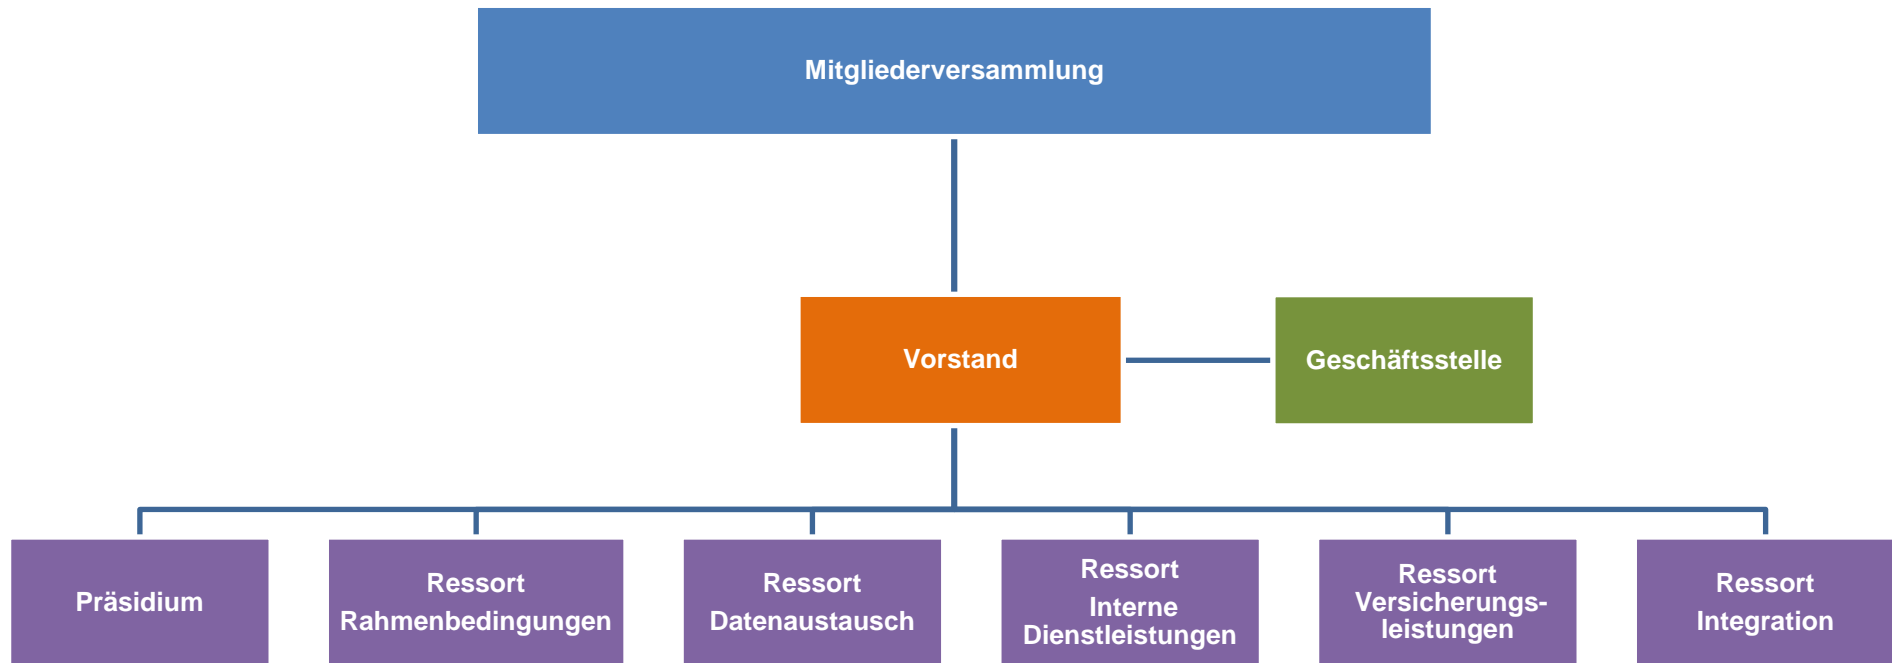 Mitgliederversammlung
Vorstand
Geschäftsstelle
Präsidium
Ressort
Rahmenbedingungen
Ressort
Datenaustausch
Ressort
Interne
Dienstleistungen
Ressort
Versicherungs-
leistungen
Ressort
Integration